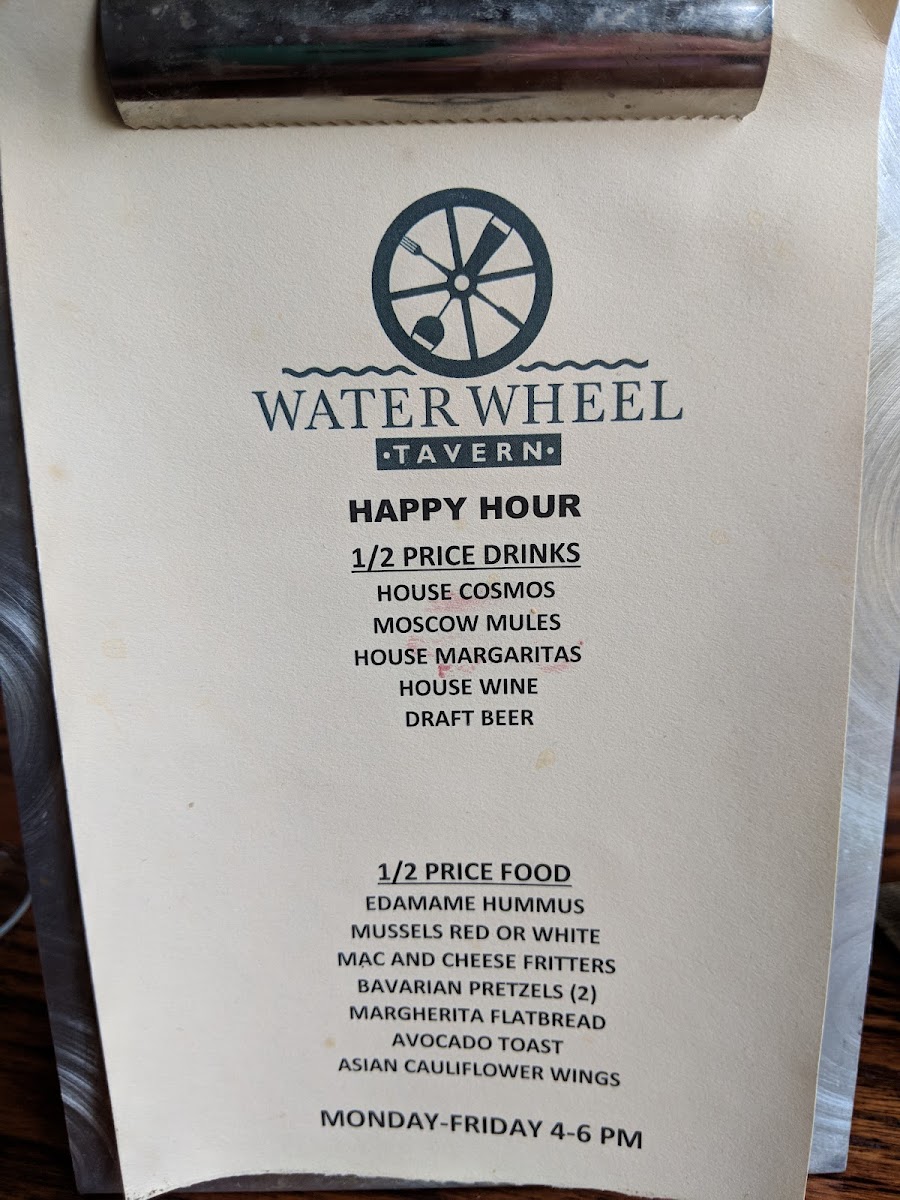 WATER WHEEL
•TAVERN•
HAPPY HOUR
1/2 PRICE DRINKS
HOUSE COSMOS
MOSCOW MULES
HOUSE MARGARITAS
HOUSE WINE
DRAFT BEER
1/2 PRICE FOOD
EDAMAME HUMMUS
MUSSELS RED OR WHITE
MAC AND CHEESE FRITTERS
BAVARIAN PRETZELS (2)
MARGHERITA FLATBREAD
AVOCADO TOAST
ASIAN CAULIFLOWER WINGS
MONDAY-FRIDAY 4-6 PM